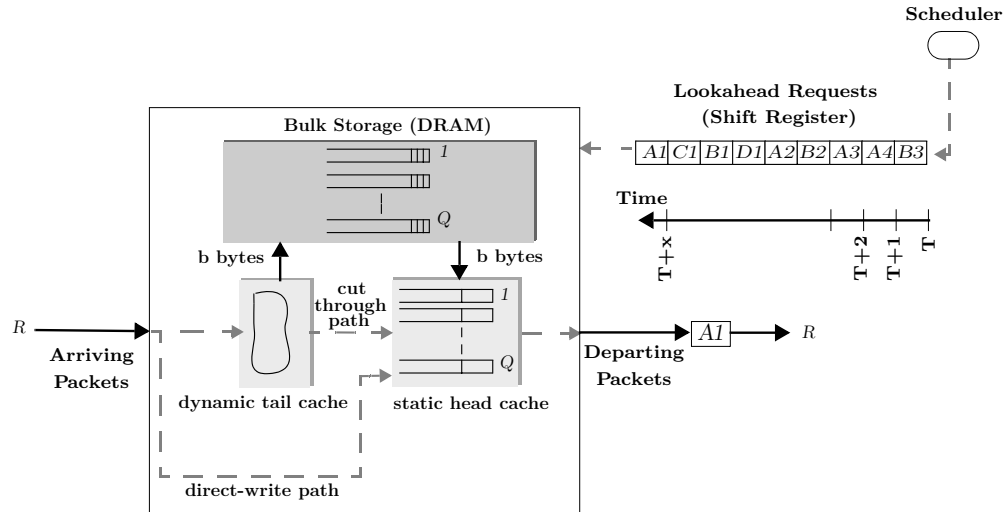 Scheduler
Lookahead Requests
(Shift Register)
Bulk Storage (DRAM)
A1 C1 B1 D1 A2 B2 A3 A4 B3
1
Q
Time
T+x
T+2
T+1
T
b bytes
b bytes
cut
through
path
1
Q
R
Arriving
Packets
Departing
Packets
A1
R
dynamic tail cache
static head cache
direct-write path